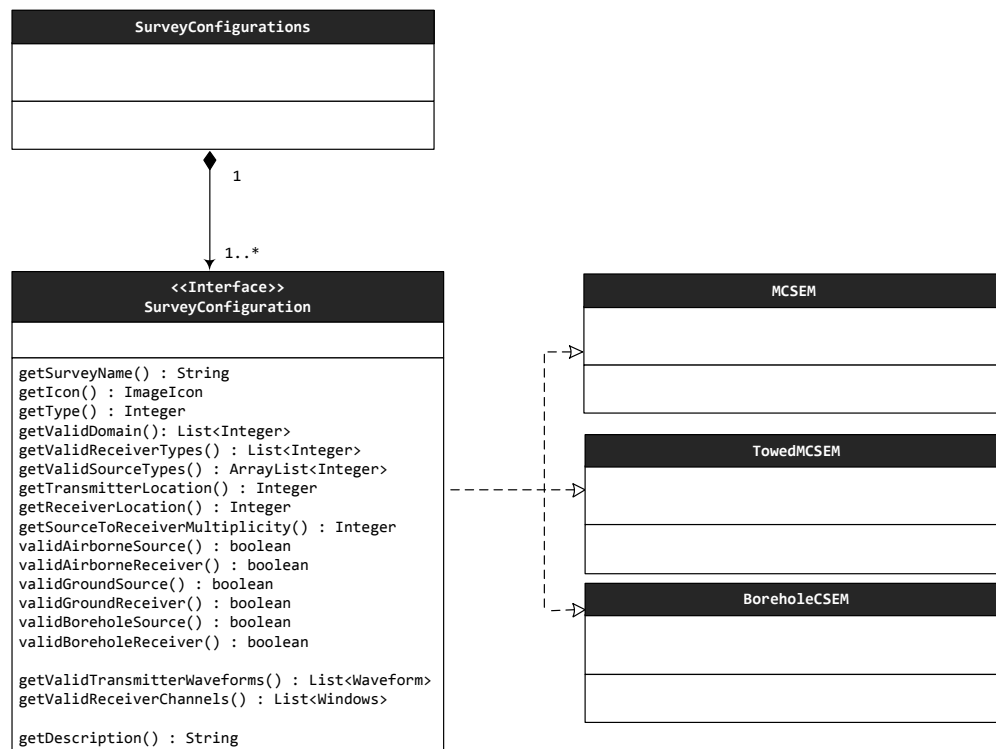 SurveyConfigurations
1
1..*
<<Interface>>
SurveyConfiguration
getSurveyName() : String
getIcon() : ImageIcon
getType() : Integer
getValidDomain(): List<Integer>
getValidReceiverTypes() : List<Integer>
getValidSourceTypes() : ArrayList<Integer>
getTransmitterLocation() : Integer
getReceiverLocation() : Integer
getSourceToReceiverMultiplicity() : Integer
validAirborneSource() : boolean
validAirborneReceiver() : boolean
validGroundSource() : boolean
validGroundReceiver() : boolean
validBoreholeSource() : boolean
validBoreholeReceiver() : boolean
getValidTransmitterWaveforms() : List<Waveform>
getValidReceiverChannels() : List<Windows>
getDescription() : String
MCSEM
TowedMCSEM
BoreholeCSEM